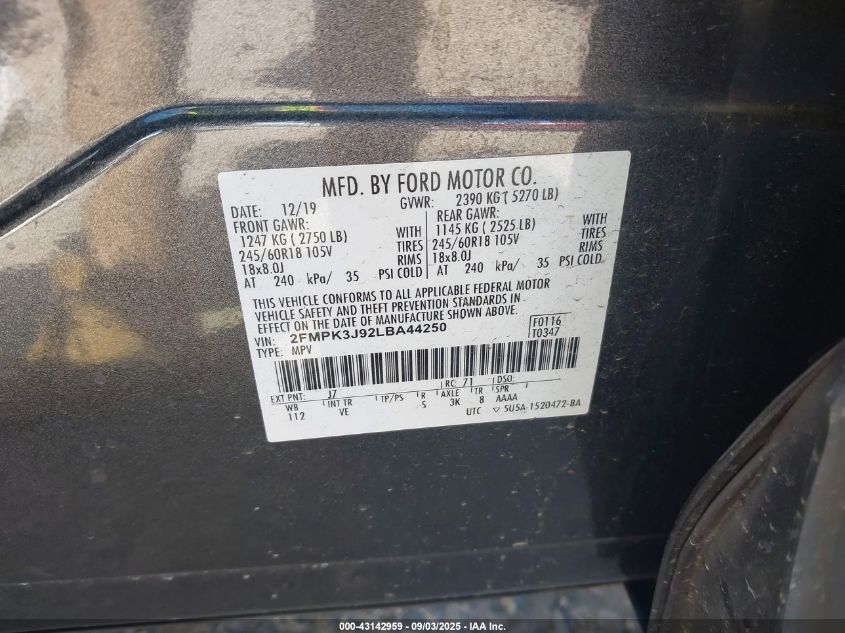 MFD. BY FORD MOTOR CO.
DATE: 12/19 GVWR: 2390 KG ( 5270 LB)
FRONT GAWR: REAR GAWR:
1247 KG ( 2750 LB) WITH 1145 KG ( 2525 LB) WITH
245/60R18 105V TIRES 245/60R18 105V TIRES
18x8.0J RIMS 18x8.0J RIMS
AT 240 kPa/ 35 PSI COLD AT 240 kPa/ 35 PSI COLD
THIS VEHICLE CONFORMS TO ALL APPLICABLE FEDERAL MOTOR
VEHICLE SAFETY AND THEFT PREVENTION STANDARDS IN
EFFECT ON THE DATE OF MANUFACTURE SHOWN ABOVE.
VIN: 2FMPK3J92LBA44250 F0116
TYPE: MPV T0347
EXT PNT: J7 RC: 71 DSO:
WB INT TR TP/PS R AXLE TR SPR
112 VE S 3K 8 AAAA
UTC ▽ 5U5A-1520472-BA
000-43142959 - 09/03/2025 - IAA Inc.